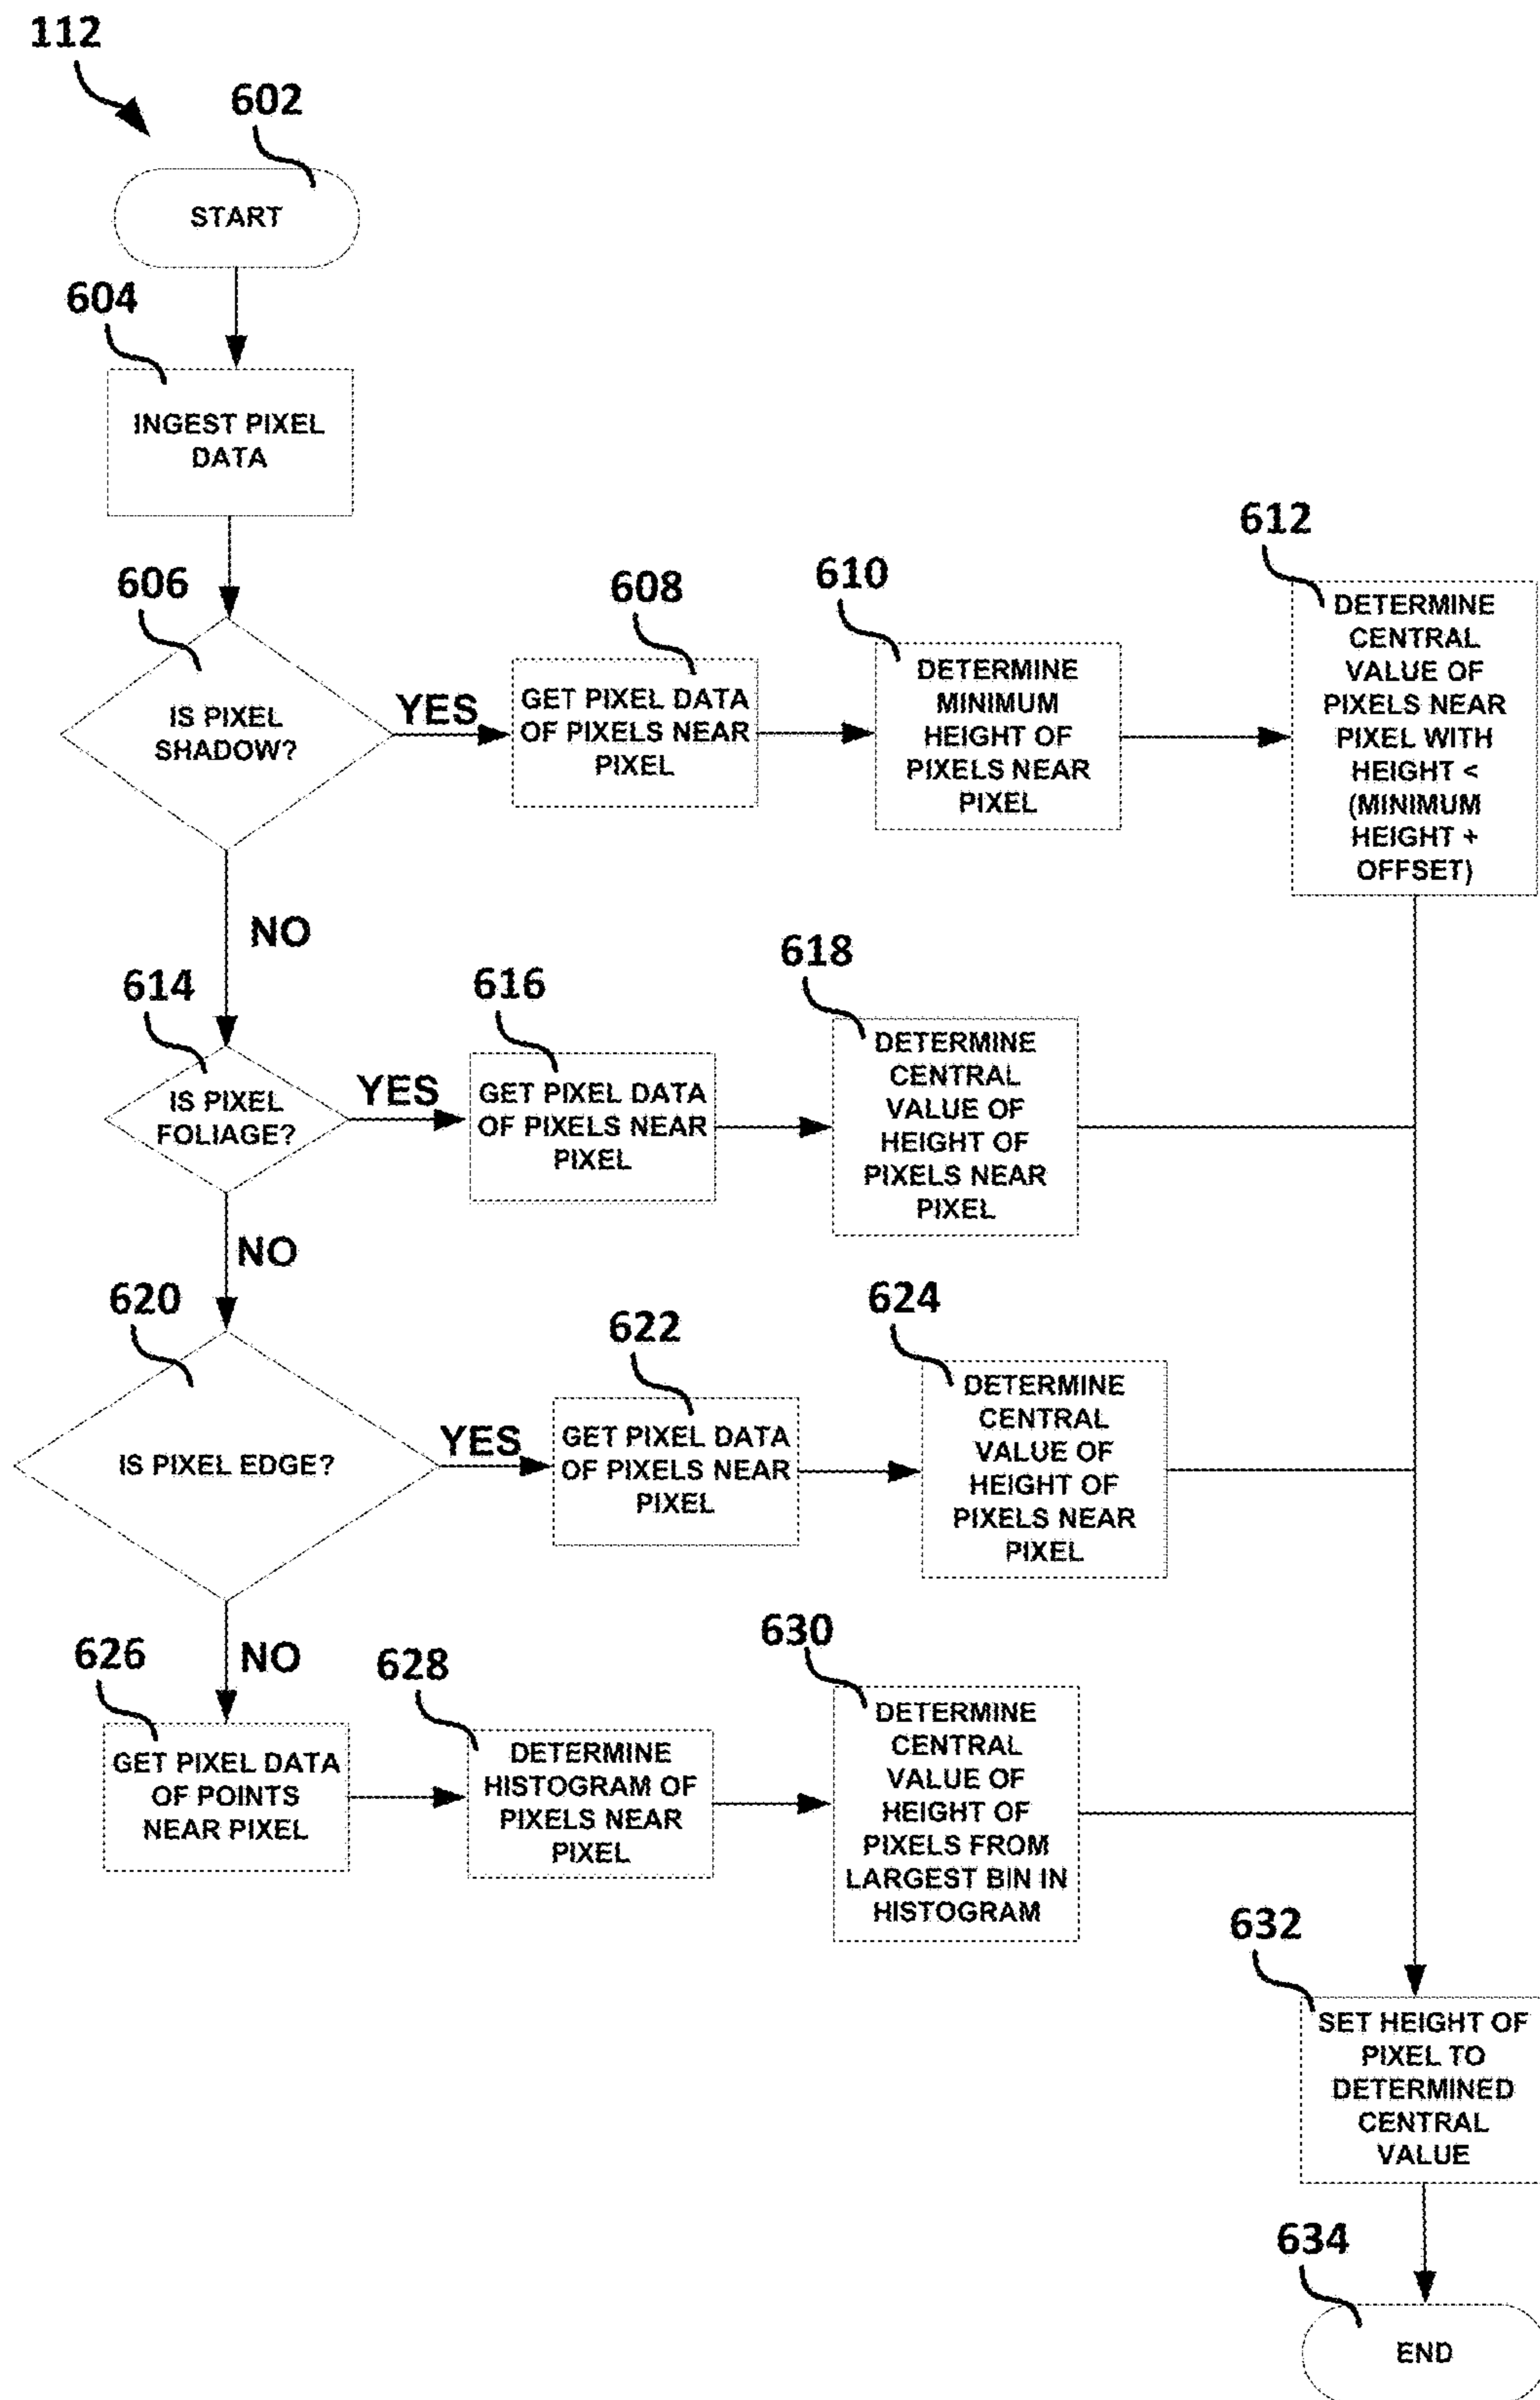 112
602
START
604
INGEST PIXEL
DATA
606
IS PIXEL
SHADOW?
YES
608
GET PIXEL DATA
OF PIXELS NEAR
PIXEL
610
DETERMINE
MINIMUM
HEIGHT OF
PIXELS NEAR
PIXEL
612
DETERMINE
CENTRAL
VALUE OF
PIXELS NEAR
PIXEL WITH
HEIGHT <
(MINIMUM
HEIGHT +
OFFSET)
NO
614
IS PIXEL
FOLIAGE?
YES
616
GET PIXEL DATA
OF PIXELS NEAR
PIXEL
618
DETERMINE
CENTRAL
VALUE OF
HEIGHT OF
PIXELS NEAR
PIXEL
NO
620
IS PIXEL EDGE?
YES
622
GET PIXEL DATA
OF PIXELS NEAR
PIXEL
624
DETERMINE
CENTRAL
VALUE OF
HEIGHT OF
PIXELS NEAR
PIXEL
NO
626
GET PIXEL DATA
OF POINTS
NEAR PIXEL
628
DETERMINE
HISTOGRAM OF
PIXELS NEAR
PIXEL
630
DETERMINE
CENTRAL
VALUE OF
HEIGHT OF
PIXELS FROM
LARGEST BIN IN
HISTOGRAM
632
SET HEIGHT OF
PIXEL TO
DETERMINED
CENTRAL
VALUE
634
END